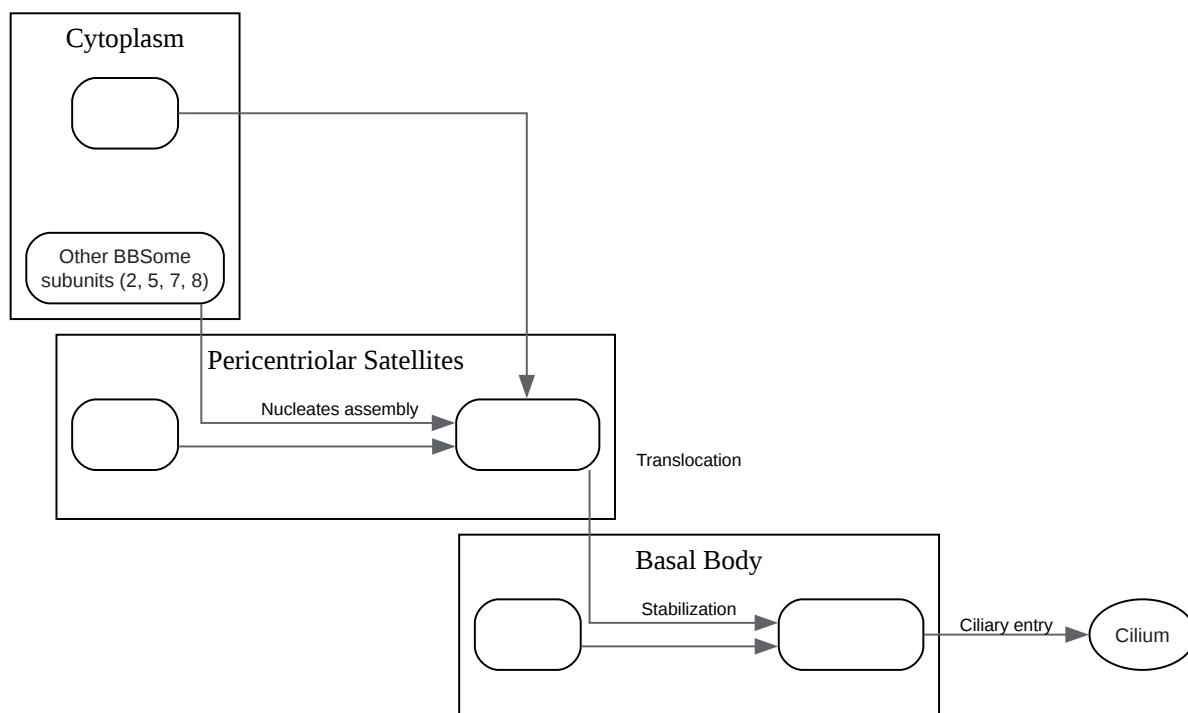 Cytoplasm
Other BBSome
subunits (2, 5, 7, 8)
Pericentriolar Satellites
Nucleates assembly
Translocation
Basal Body
Stabilization
Ciliary entry
Cilium